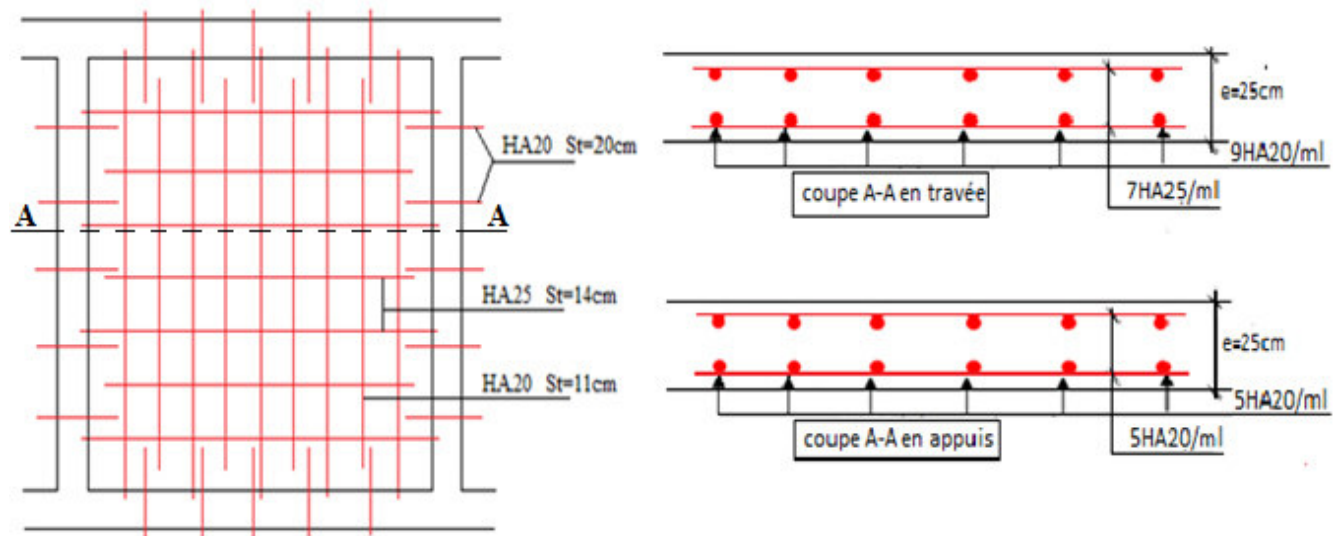 A
A
HA20 St=20cm
HA25 St=14cm
HA20 St=11cm
e=25cm
9HA20/ml
coupe A-A en travée
7HA25/ml
e=25cm
5HA20/ml
coupe A-A en appuis
5HA20/ml